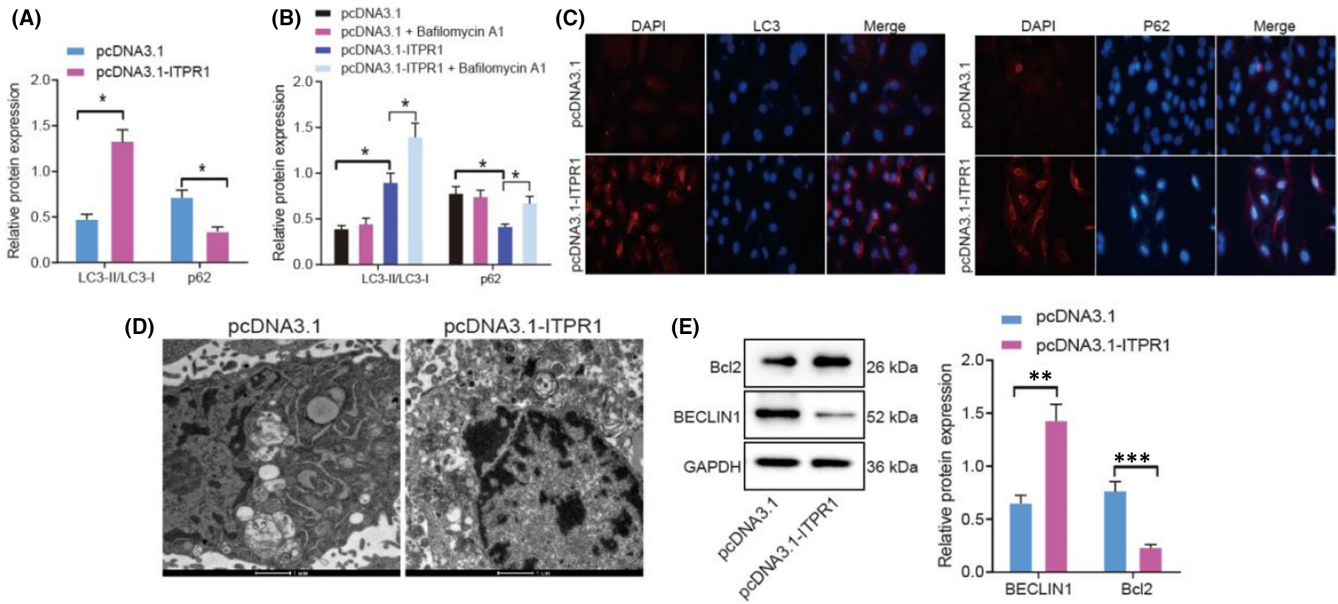 (A)
pcDNA3.1
pcDNA3.1-ITPR1
Relative protein expression
2.0
1.5
1.0
0.5
0.0
*
*
LC3-II/LC3-I
p62
(B)
pcDNA3.1
pcDNA3.1 + Bafilomycin A1
pcDNA3.1-ITPR1
pcDNA3.1-ITPR1 + Bafilomycin A1
Relative protein expression
2.0
1.5
1.0
0.5
0.0
*
*
*
*
LC3-II/LC3-I
p62
(C)
DAPI
LC3
Merge
pcDNA3.1
pcDNA3.1-ITPR1
DAPI
P62
Merge
pcDNA3.1
pcDNA3.1-ITPR1
(D)
pcDNA3.1
pcDNA3.1-ITPR1
(E)
Bcl2
26 kDa
BECLIN1
52 kDa
GAPDH
36 kDa
pcDNA3.1
pcDNA3.1-ITPR1
pcDNA3.1
pcDNA3.1-ITPR1
Relative protein expression
2.0
1.5
1.0
0.5
0.0
**
***
BECLIN1
Bcl2